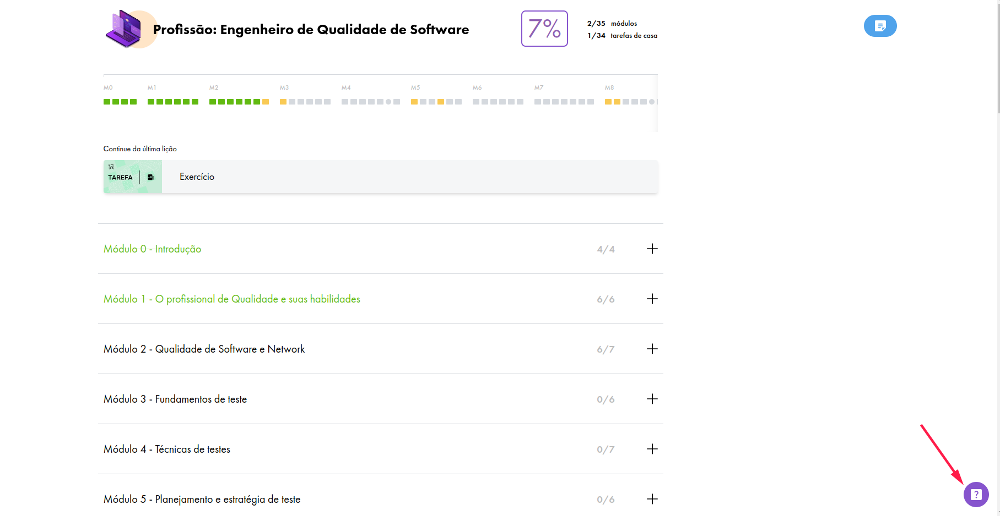 Profissão: Engenheiro de Qualidade de Software
7%
2/35 módulos
1/34 tarefas de casa
M0 M1 M2 M3 M4 M5 M6 M7 M8
Continue da última lição
TAREFA
Exercício
Módulo 0 - Introdução 4/4
Módulo 1 - O profissional de Qualidade e suas habilidades 6/6
Módulo 2 - Qualidade de Software e Network 6/7
Módulo 3 - Fundamentos de teste 0/6
Módulo 4 - Técnicas de testes 0/7
Módulo 5 - Planejamento e estratégia de teste 0/6
?